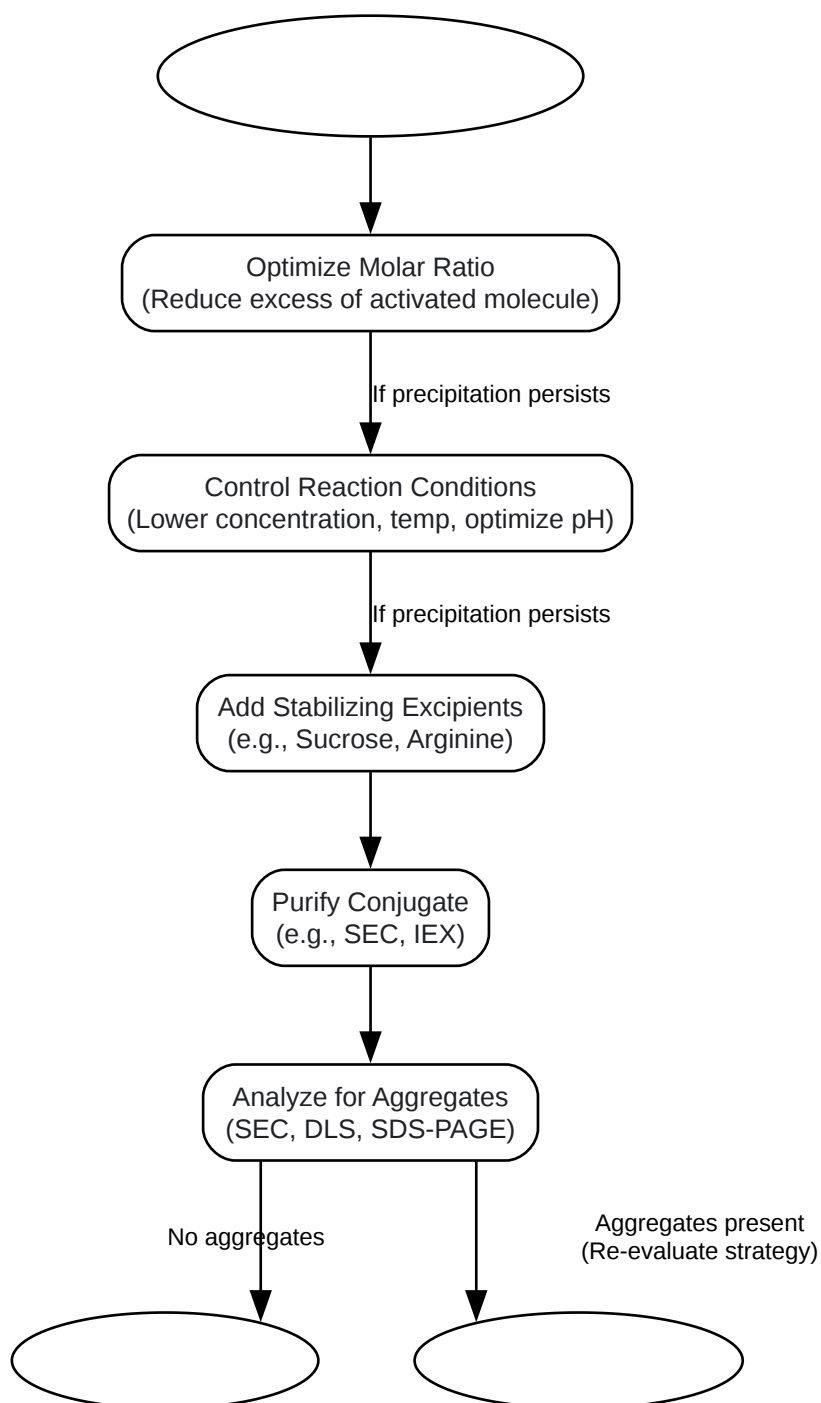 Optimize Molar Ratio
(Reduce excess of activated molecule)
If precipitation persists
Control Reaction Conditions
(Lower concentration, temp, optimize pH)
If precipitation persists
Add Stabilizing Excipients
(e.g., Sucrose, Arginine)
Purify Conjugate
(e.g., SEC, IEX)
Analyze for Aggregates
(SEC, DLS, SDS-PAGE)
No aggregates
Aggregates present
(Re-evaluate strategy)